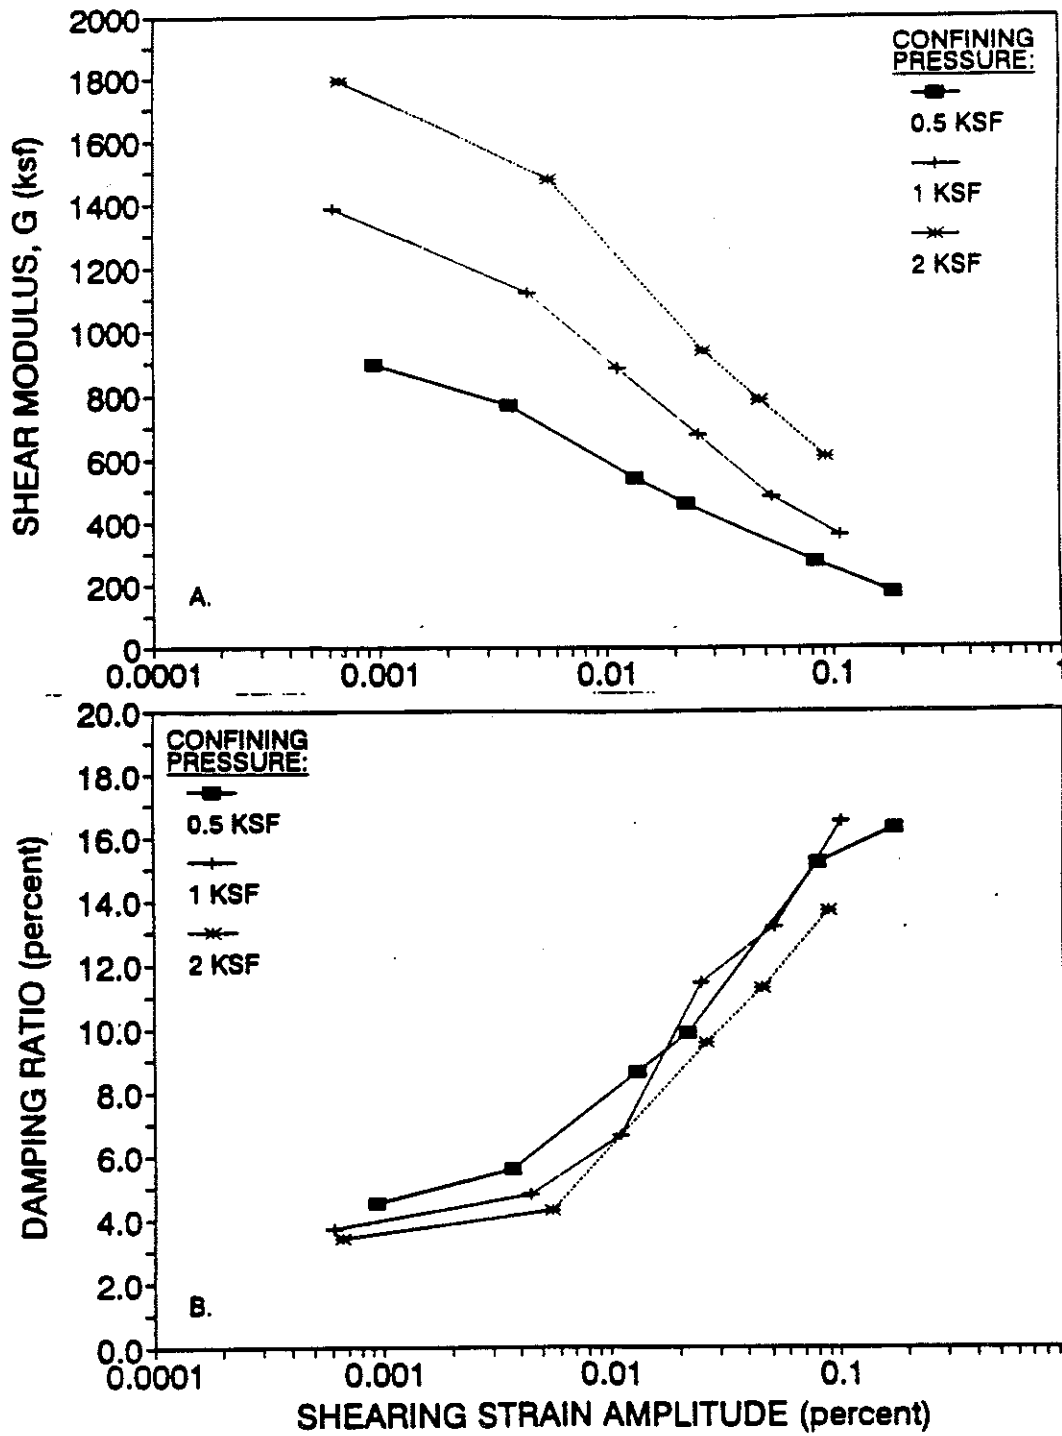 2000
1800
1600
1400
1200
1000
800
600
400
200
0
SHEAR MODULUS, G (ksf)
CONFINING
PRESSURE:
0.5 KSF
1 KSF
2 KSF
A.
0.0001 0.001 0.01 0.1 1
20.0
18.0
16.0
14.0
12.0
10.0
8.0
6.0
4.0
2.0
0.0
DAMPING RATIO (percent)
CONFINING
PRESSURE:
0.5 KSF
1 KSF
2 KSF
B.
0.0001 0.001 0.01 0.1
SHEARING STRAIN AMPLITUDE (percent)